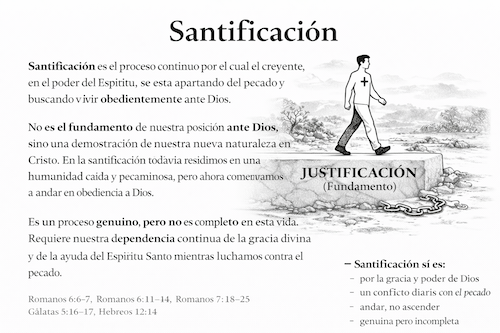 Santificación
Santificación es el proceso continuo por el cual el creyente,
en el poder del Espititu, se esta apartando del pecado y
buscando vivir obedientemente ante Dios.
No es el fundamento de nuestra posición ante Dios,
sino una demostración de nuestra nueva naturaleza en
Cristo. En la santificación todavia residimos en una
humanidad caída y pecaminosa, pero ahora comenvamos
a andar en obediencia a Dios.
Es un proceso genuino, pero no es completo en esta vida.
Requiere nuestra dependencia continua de la gracia divina
y de la ayuda del Espiritu Santo mientras luchamos contra el
pecado.
Romanos 6:6-7, Romanos 6:11-14, Romanos 7:18-25
Gàlatas 5:16-17, Hebreos 12:14
JUSTIFICACIÓN
(Fundamento)
– Santificación sí es:
– por la gracia y poder de Dios
– un conficto diaris con el pecado
– andar, no ascender
– genuina pero incompleta